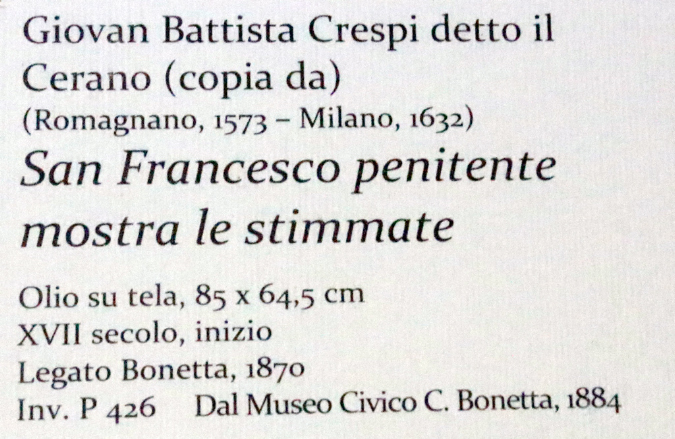 Giovan Battista Crespi detto il
Cerano (copia da)
(Romagnano, 1573 – Milano, 1632)
San Francesco penitente
mostra le stimmate
Olio su tela, 85 x 64,5 cm
XVII secolo, inizio
Legato Bonetta, 1870
Inv. P 426 Dal Museo Civico C. Bonetta, 1884